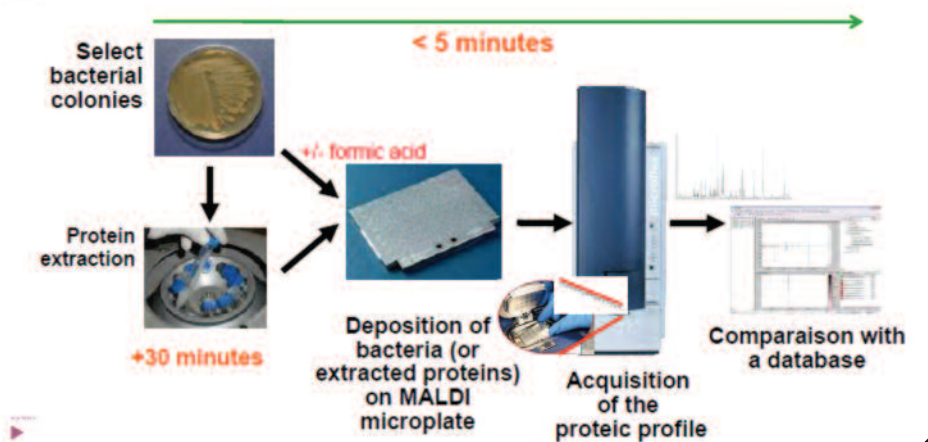 < 5 minutes
Select
bacterial
colonies
+/- formic acid
Protein
extraction
+30 minutes
Deposition of
bacteria (or
extracted proteins)
on MALDI
microplate
Acquisition
of the
proteic profile
Comparaison with
a database